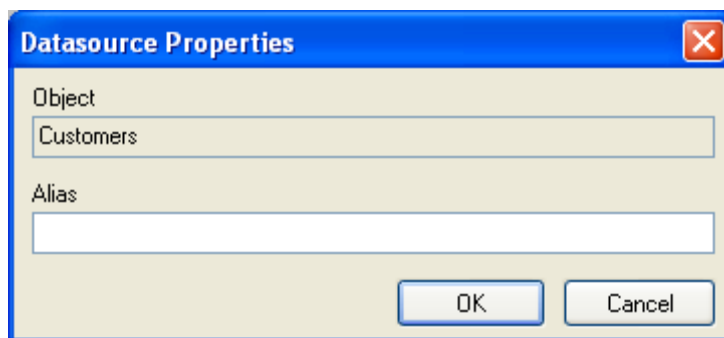 Datasource Properties
Object
Customers
Alias
OK Cancel